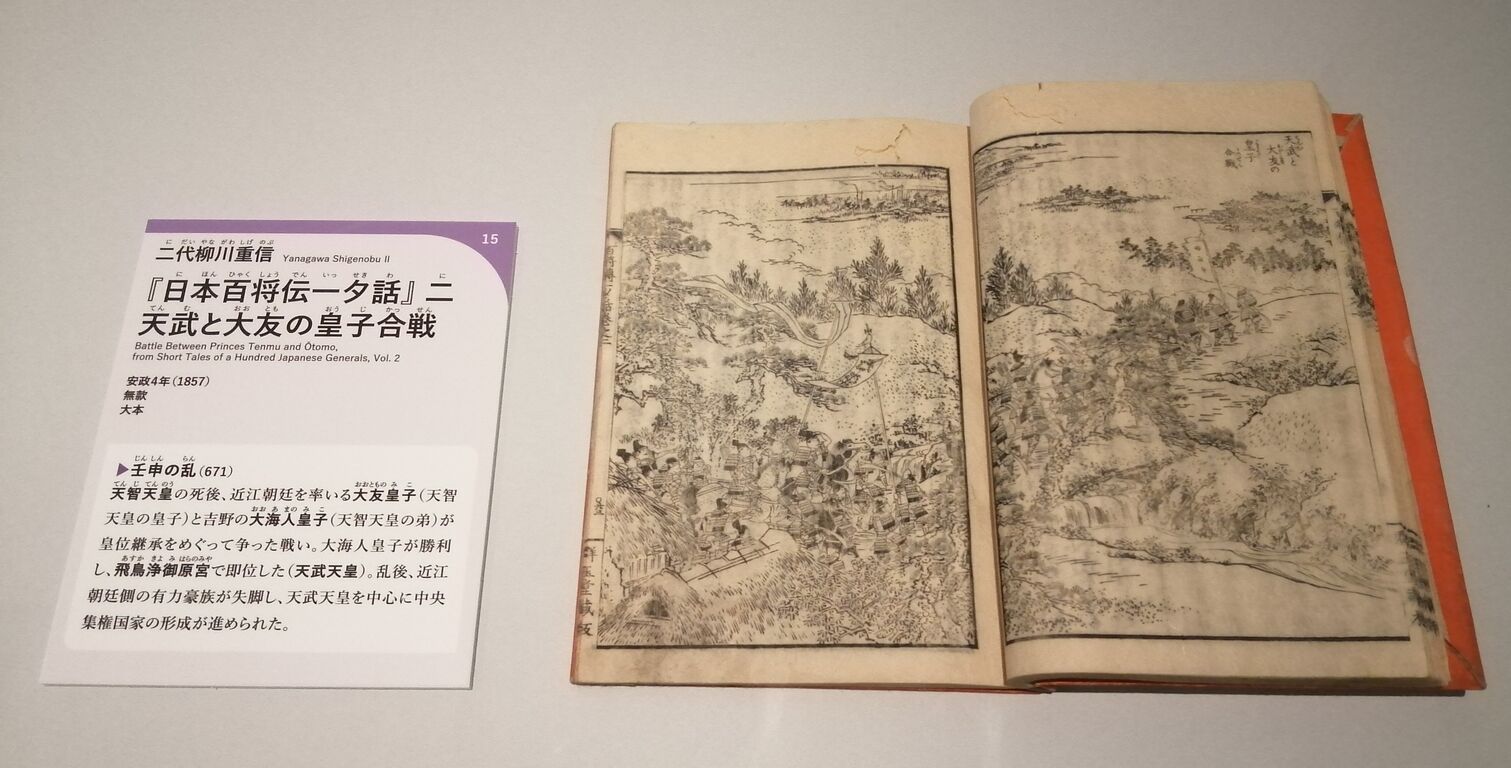 15
二代柳川重信 Yanagawa Shigenobu II
にだいやながわしげのぶ
『日本百将伝一夕話』二
にほんひゃくしょうでんいっせきわ に
天武と大友の皇子合戦
てんむ おおとも おうじかっせん
Battle Between Princes Tenmu and Ōtomo,
from Short Tales of a Hundred Japanese Generals, Vol. 2
安政4年(1857)
無款
大本
▶壬申の乱(671)
じんしん らん
天智天皇の死後、近江朝廷を率いる大友皇子(天智
てんじてんのう おおとものみこ
天皇の皇子)と吉野の大海人皇子(天智天皇の弟)が
おおあまのみこ
皇位継承をめぐって争った戦い。大海人皇子が勝利
し、飛鳥浄御原宮で即位した(天武天皇)。乱後、近江
あすかきよみはらのみや
朝廷側の有力豪族が失脚し、天武天皇を中心に中央
集権国家の形成が進められた。
天武と
大友の
皇子
合戦